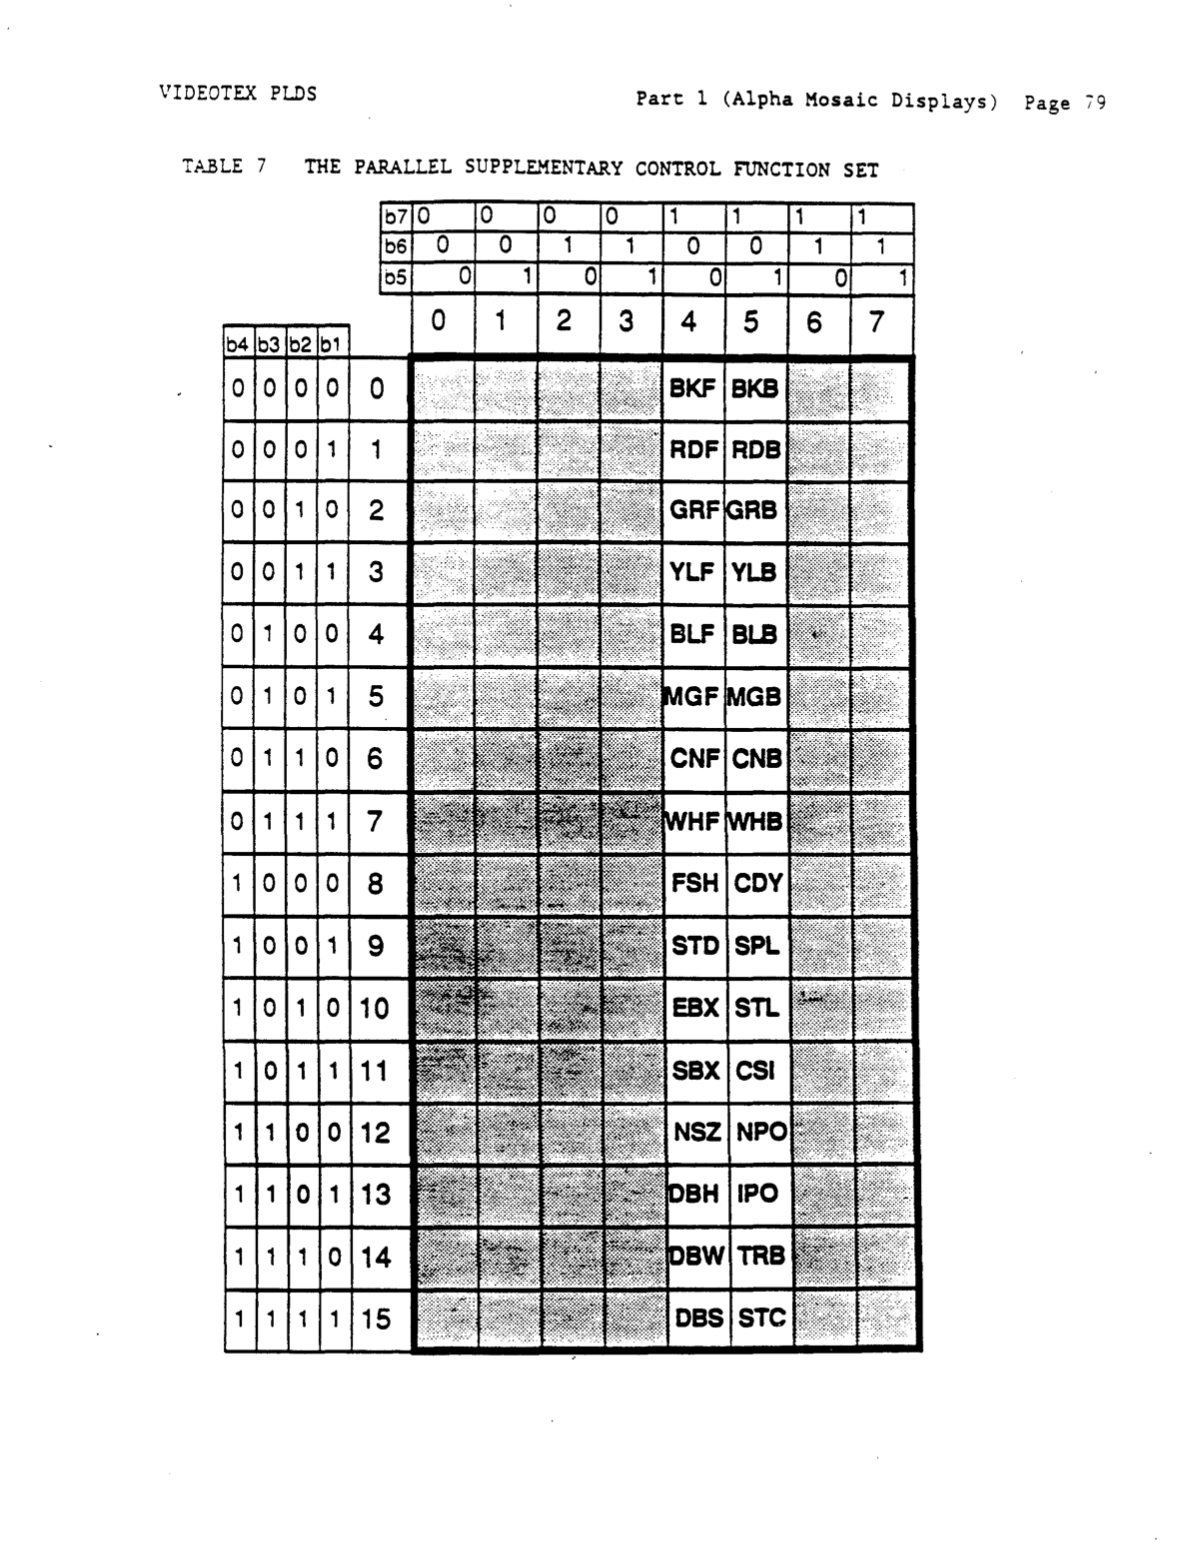 VIDEOTEX PLDS
Part 1 (Alpha Mosaic Displays) Page 79
TABLE 7 THE PARALLEL SUPPLEMENTARY CONTROL FUNCTION SET
b7 0 0 0 0 1 1 1 1
b6 0 0 1 1 0 0 1 1
b5 0 1 0 1 0 1 0 1
0 1 2 3 4 5 6 7
b4 b3 b2 b1
0 0 0 0 0 BKF BKB
0 0 0 1 1 RDF RDB
0 0 1 0 2 GRF GRB
0 0 1 1 3 YLF YLB
0 1 0 0 4 BLF BLB
0 1 0 1 5 MGF MGB
0 1 1 0 6 CNF CNB
0 1 1 1 7 WHF WHB
1 0 0 0 8 FSH CDY
1 0 0 1 9 STD SPL
1 0 1 0 10 EBX STL
1 0 1 1 11 SBX CSI
1 1 0 0 12 NSZ NPO
1 1 0 1 13 DBH IPO
1 1 1 0 14 DBW TRB
1 1 1 1 15 DBS STC